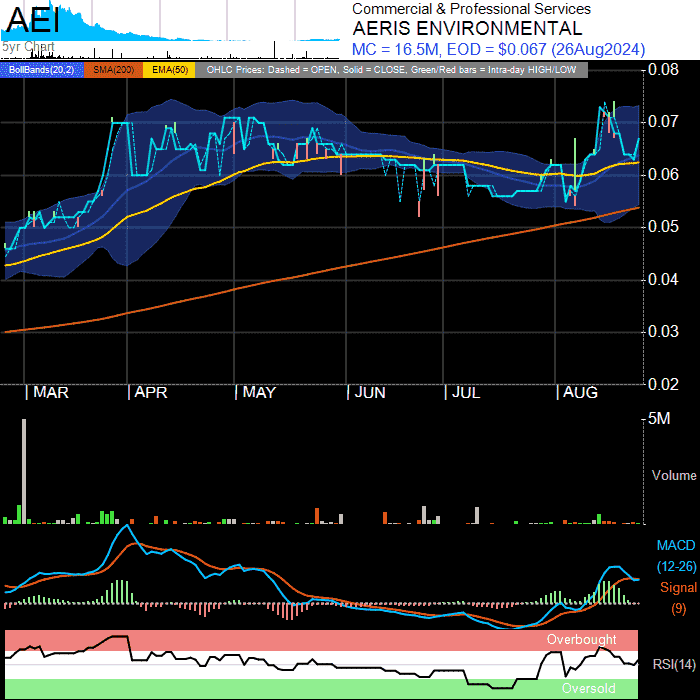 AEI
5yr Chart
Commercial & Professional Services
AERIS ENVIRONMENTAL
MC = 16.5M, EOD = $0.067 (26Aug2024)
BollBands(20,2) SMA(200) EMA(50) OHLC Prices: Dashed = OPEN, Solid = CLOSE, Green/Red bars = Intra-day HIGH/LOW
0.08
0.07
0.06
0.05
0.04
0.03
0.02
MAR APR MAY JUN JUL AUG
5M
Volume
MACD
(12-26)
Signal
(9)
Overbought
RSI(14)
Oversold